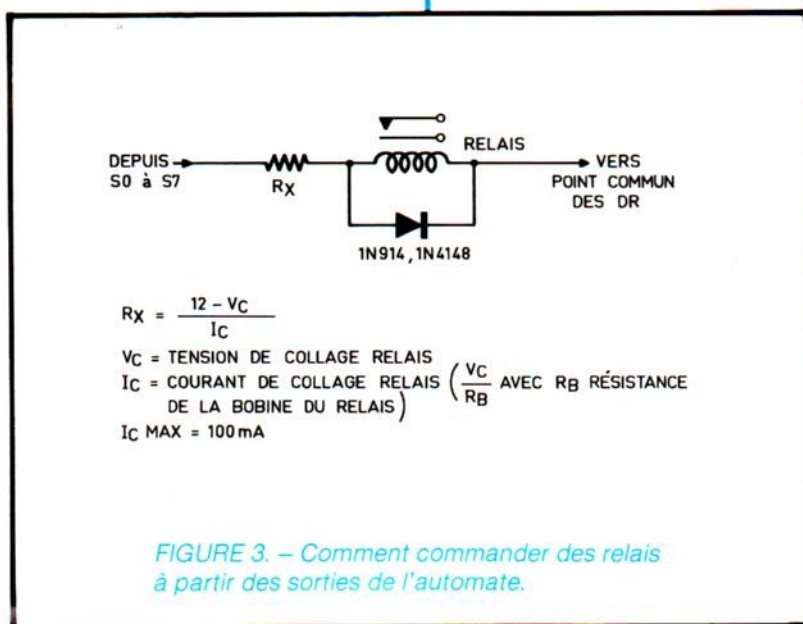 RELAIS
DEPUIS
S0 à S7
RX
VERS
POINT COMMUN
DES DR
1N914, 1N4148
RX = 12 - VC / IC
VC = TENSION DE COLLAGE RELAIS
IC = COURANT DE COLLAGE RELAIS (VC / RB AVEC RB RÉSISTANCE
DE LA BOBINE DU RELAIS)
IC MAX = 100mA
FIGURE 3. – Comment commander des relais
à partir des sorties de l'automate.